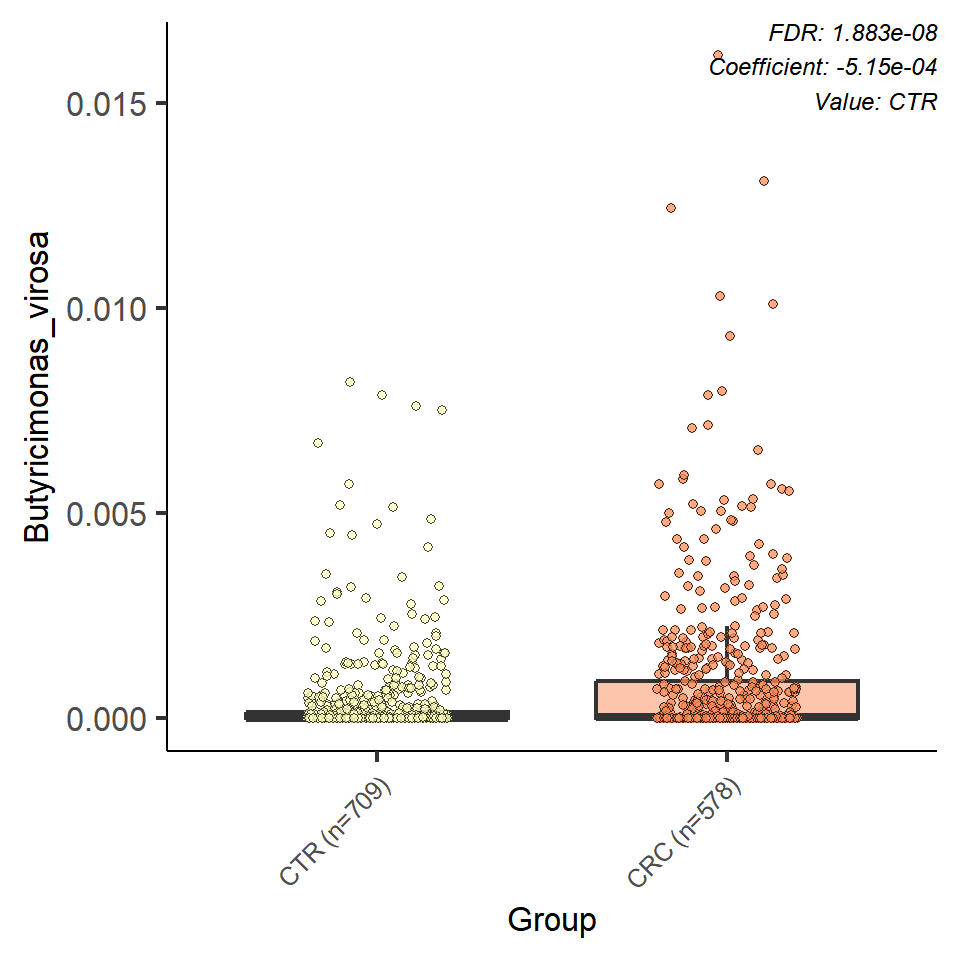 FDR: 1.883e-08
Coefficient: -5.15e-04
Value: CTR
Butyricimonas_virosa
0.015
0.010
0.005
0.000
CTR (n=709)
CRC (n=578)
Group